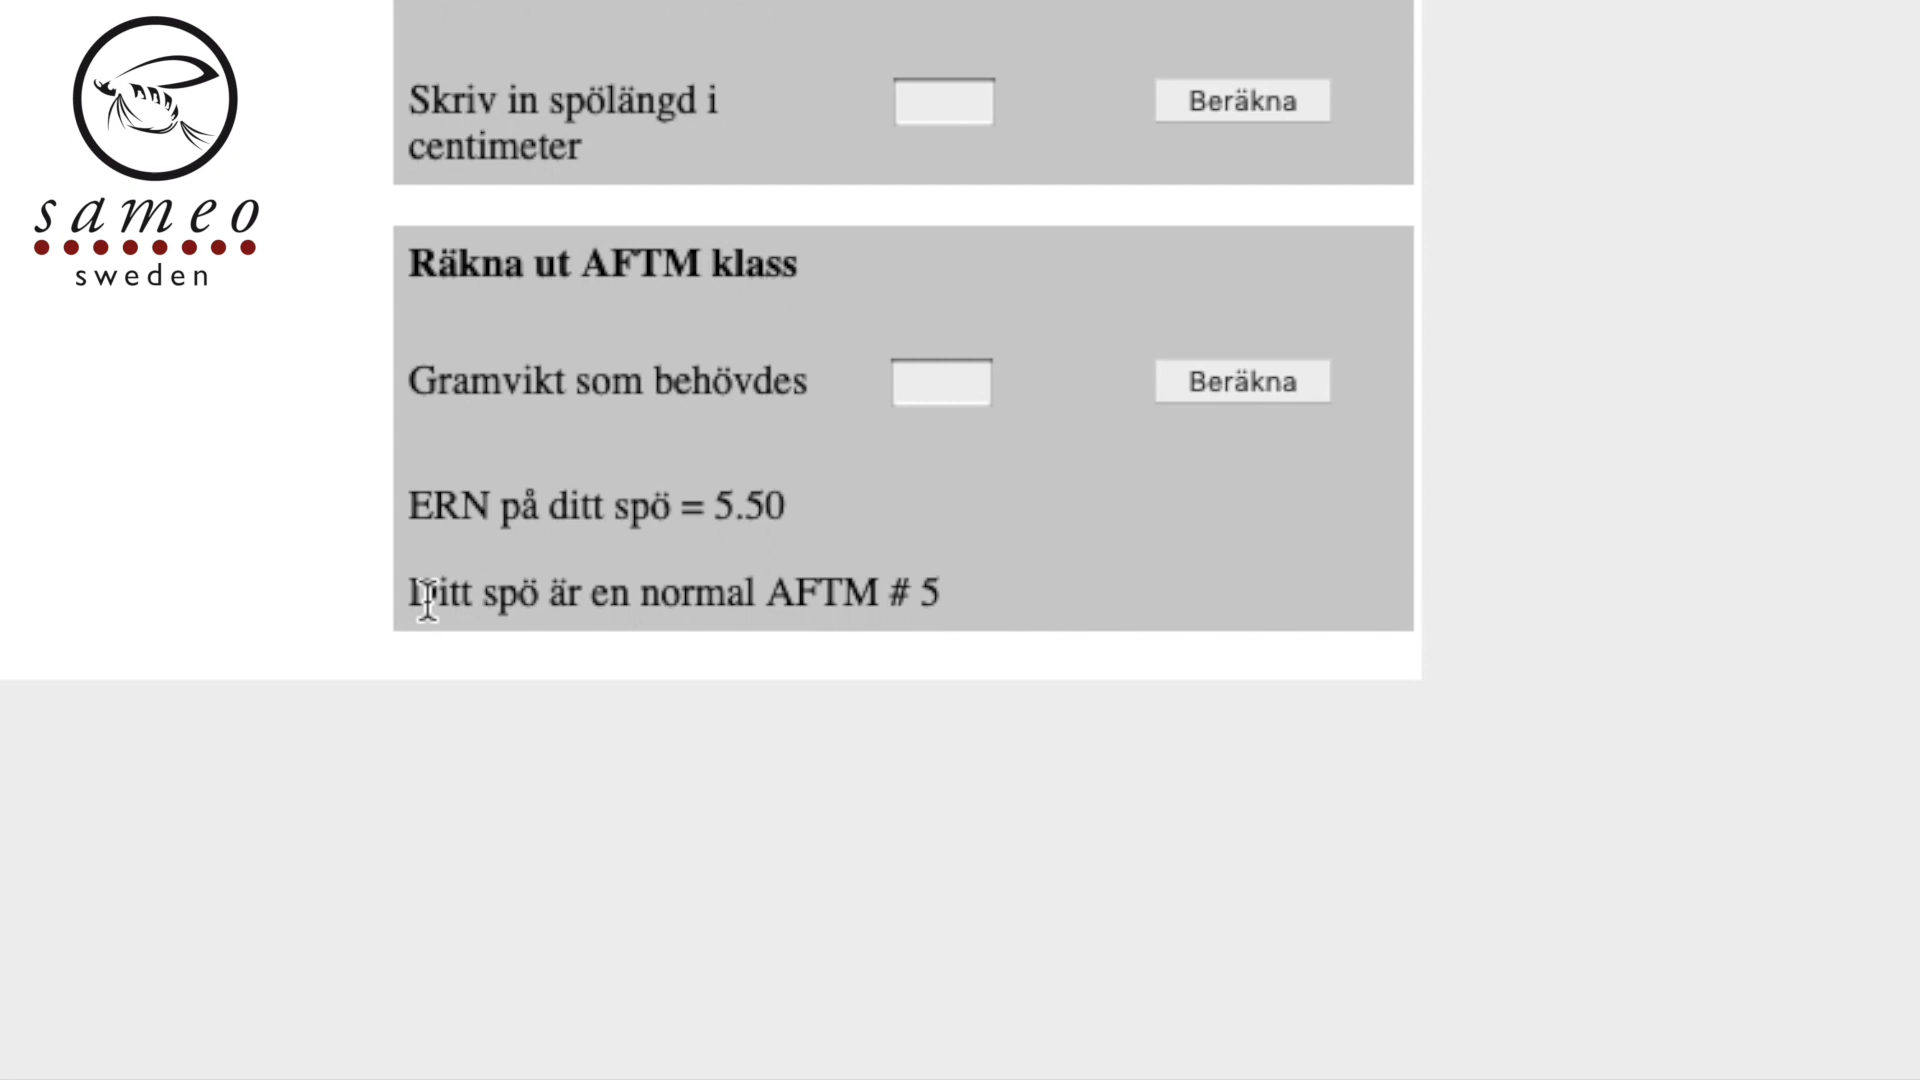 Skriv in spölängd i
centimeter
Beräkna
sameo
sweden
Räkna ut AFTM klass
Gramvikt som behövdes
Beräkna
ERN på ditt spö = 5.50
Ditt spö är en normal AFTM # 5